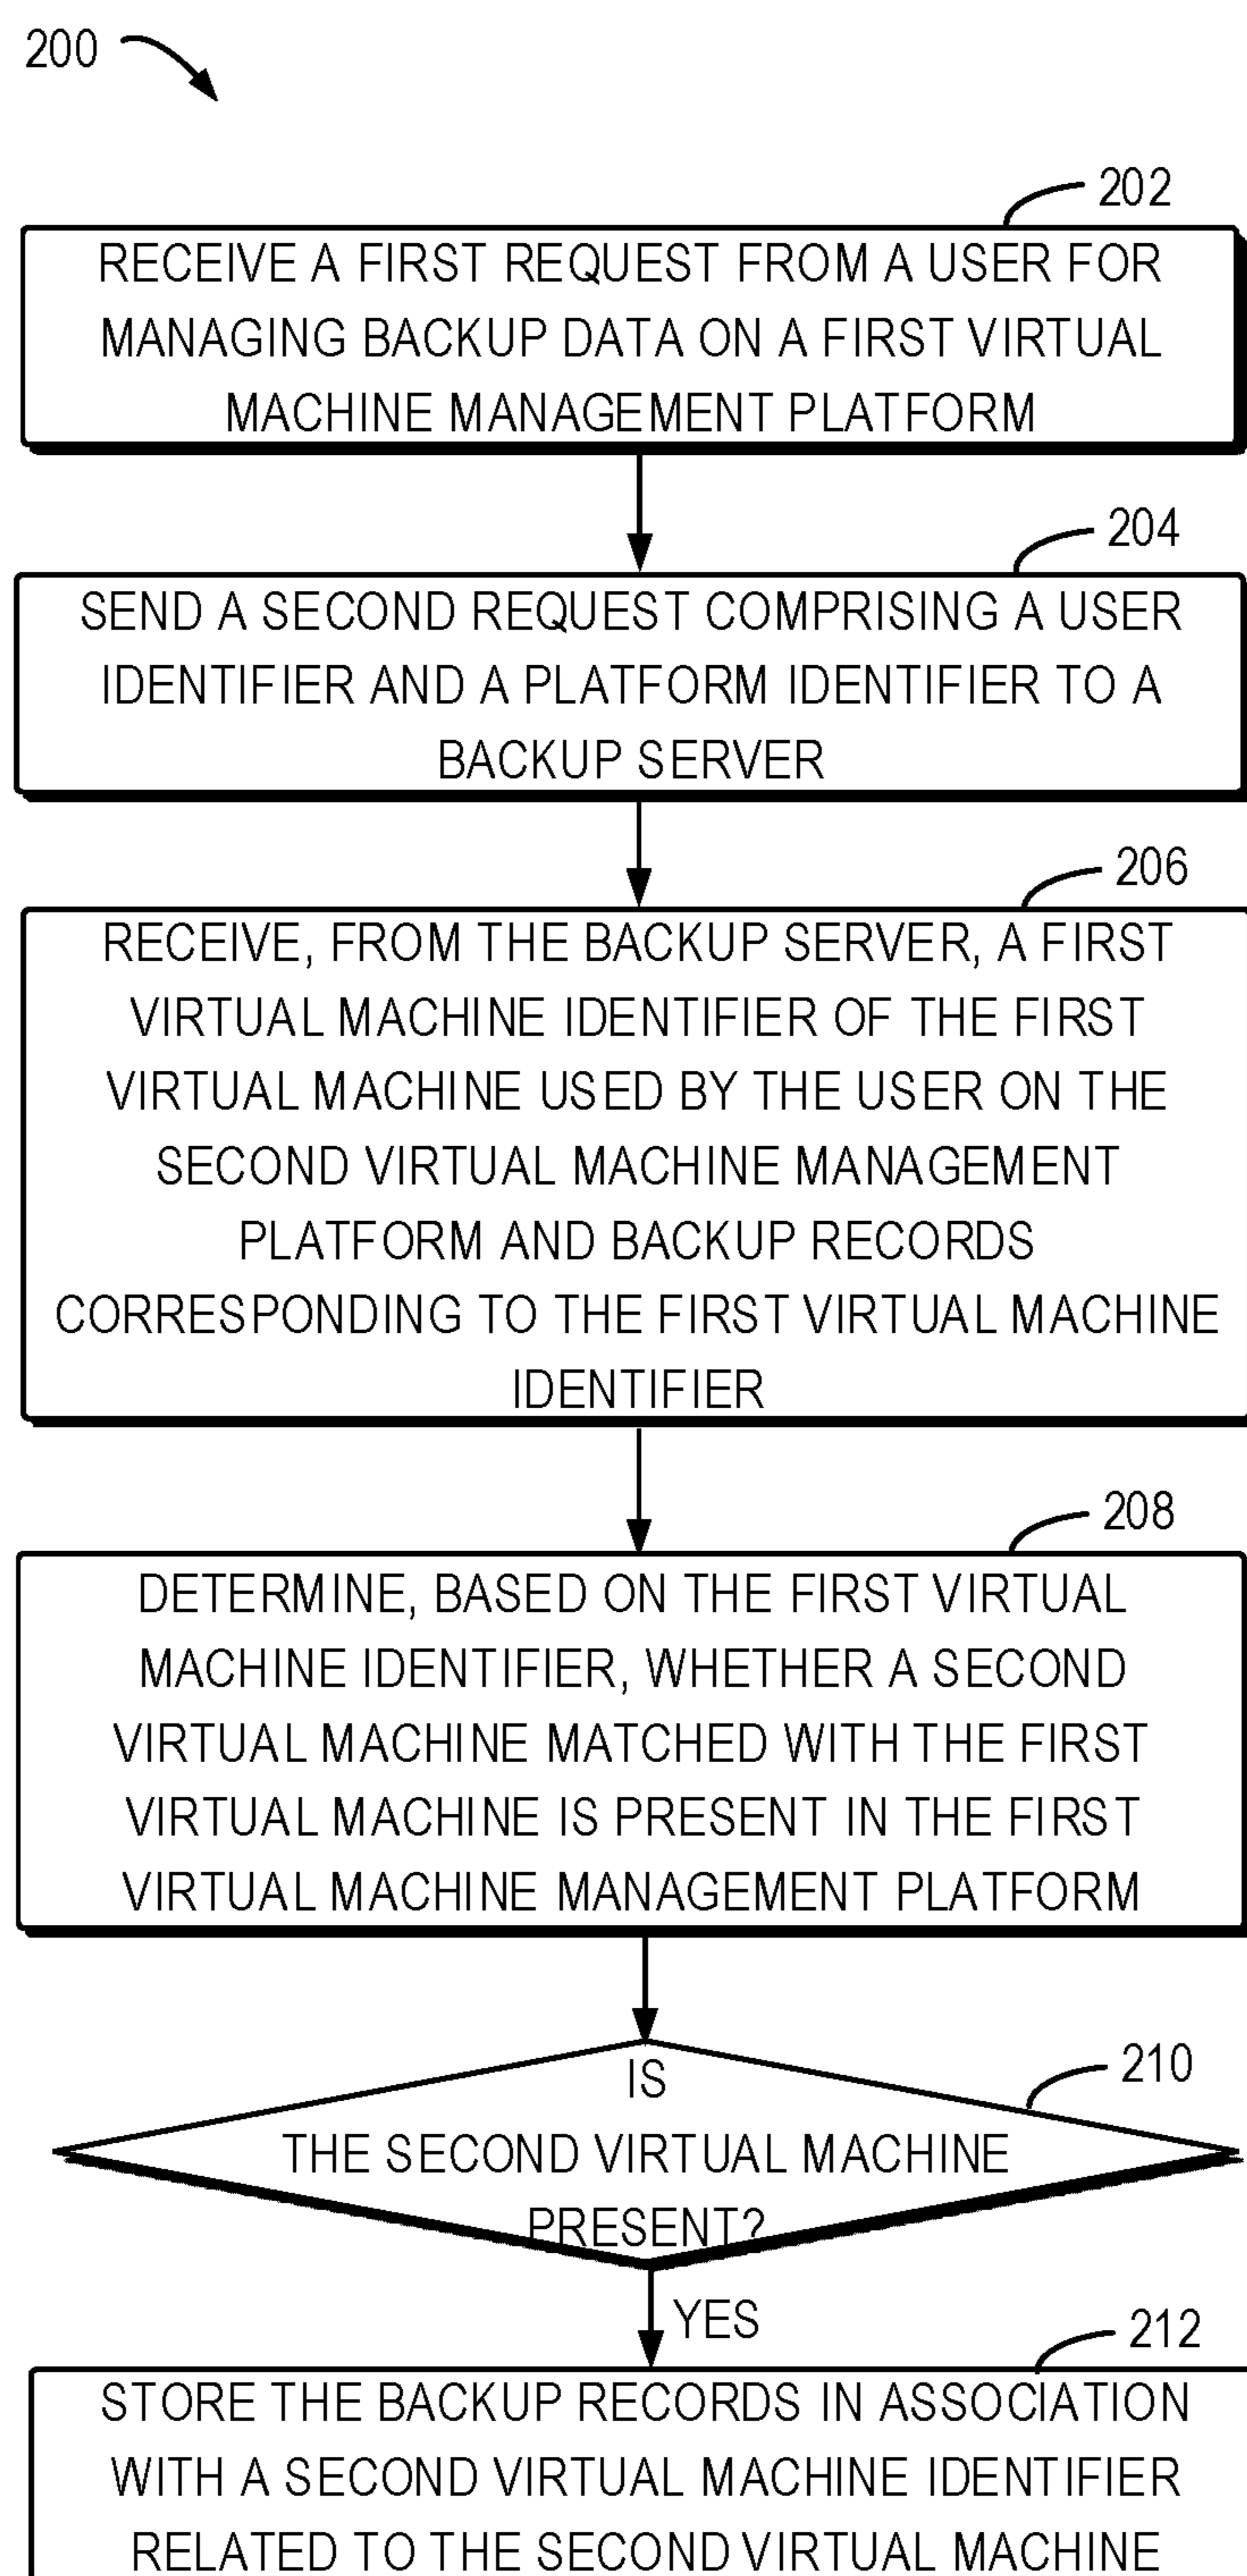 200
202
RECEIVE A FIRST REQUEST FROM A USER FOR
MANAGING BACKUP DATA ON A FIRST VIRTUAL
MACHINE MANAGEMENT PLATFORM
204
SEND A SECOND REQUEST COMPRISING A USER
IDENTIFIER AND A PLATFORM IDENTIFIER TO A
BACKUP SERVER
206
RECEIVE, FROM THE BACKUP SERVER, A FIRST
VIRTUAL MACHINE IDENTIFIER OF THE FIRST
VIRTUAL MACHINE USED BY THE USER ON THE
SECOND VIRTUAL MACHINE MANAGEMENT
PLATFORM AND BACKUP RECORDS
CORRESPONDING TO THE FIRST VIRTUAL MACHINE
IDENTIFIER
208
DETERMINE, BASED ON THE FIRST VIRTUAL
MACHINE IDENTIFIER, WHETHER A SECOND
VIRTUAL MACHINE MATCHED WITH THE FIRST
VIRTUAL MACHINE IS PRESENT IN THE FIRST
VIRTUAL MACHINE MANAGEMENT PLATFORM
210
IS
THE SECOND VIRTUAL MACHINE
PRESENT?
YES
212
STORE THE BACKUP RECORDS IN ASSOCIATION
WITH A SECOND VIRTUAL MACHINE IDENTIFIER
RELATED TO THE SECOND VIRTUAL MACHINE